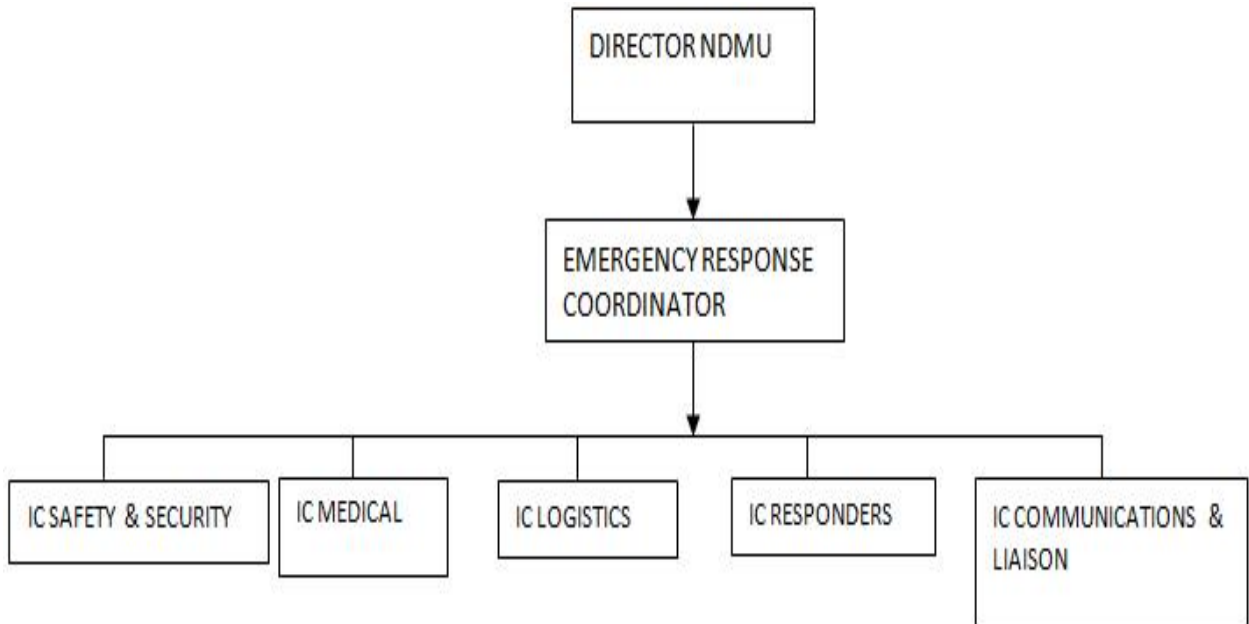 DIRECTOR NDMU
EMERGENCY RESPONSE
COORDINATOR
IC SAFETY & SECURITY
IC MEDICAL
IC LOGISTICS
IC RESPONDERS
IC COMMUNICATIONS &
LIAISON